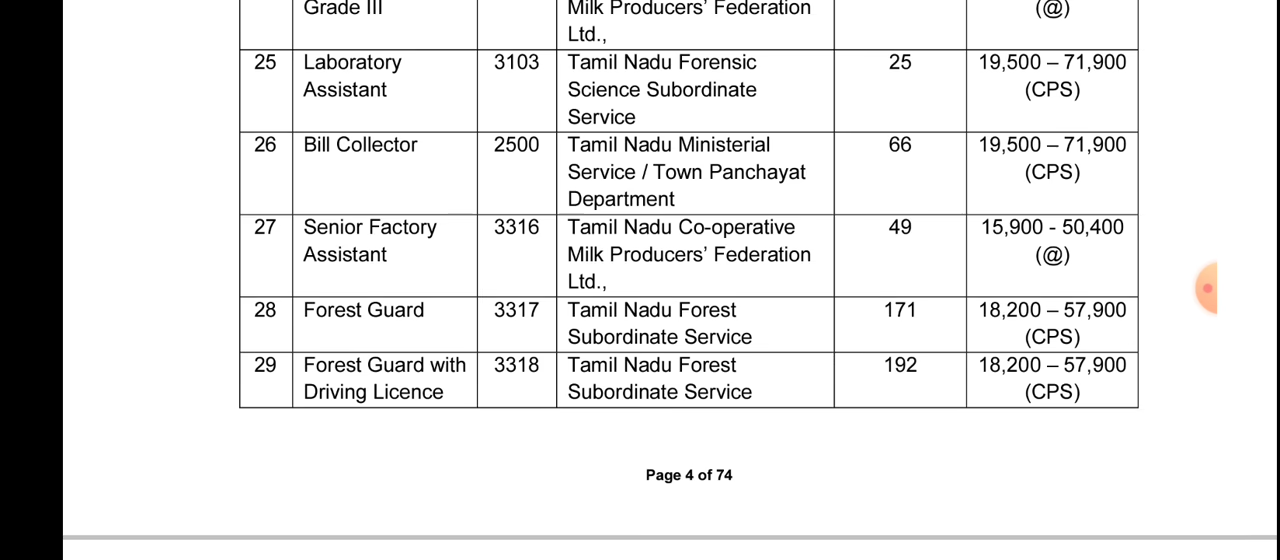 Grade III Milk Producers’ Federation (@)
Ltd.,
25 Laboratory 3103 Tamil Nadu Forensic 25 19,500 – 71,900
Assistant Science Subordinate (CPS)
Service
26 Bill Collector 2500 Tamil Nadu Ministerial 66 19,500 – 71,900
Service / Town Panchayat (CPS)
Department
27 Senior Factory 3316 Tamil Nadu Co-operative 49 15,900 - 50,400
Assistant Milk Producers’ Federation (@)
Ltd.,
28 Forest Guard 3317 Tamil Nadu Forest 171 18,200 – 57,900
Subordinate Service (CPS)
29 Forest Guard with 3318 Tamil Nadu Forest 192 18,200 – 57,900
Driving Licence Subordinate Service (CPS)
Page 4 of 74